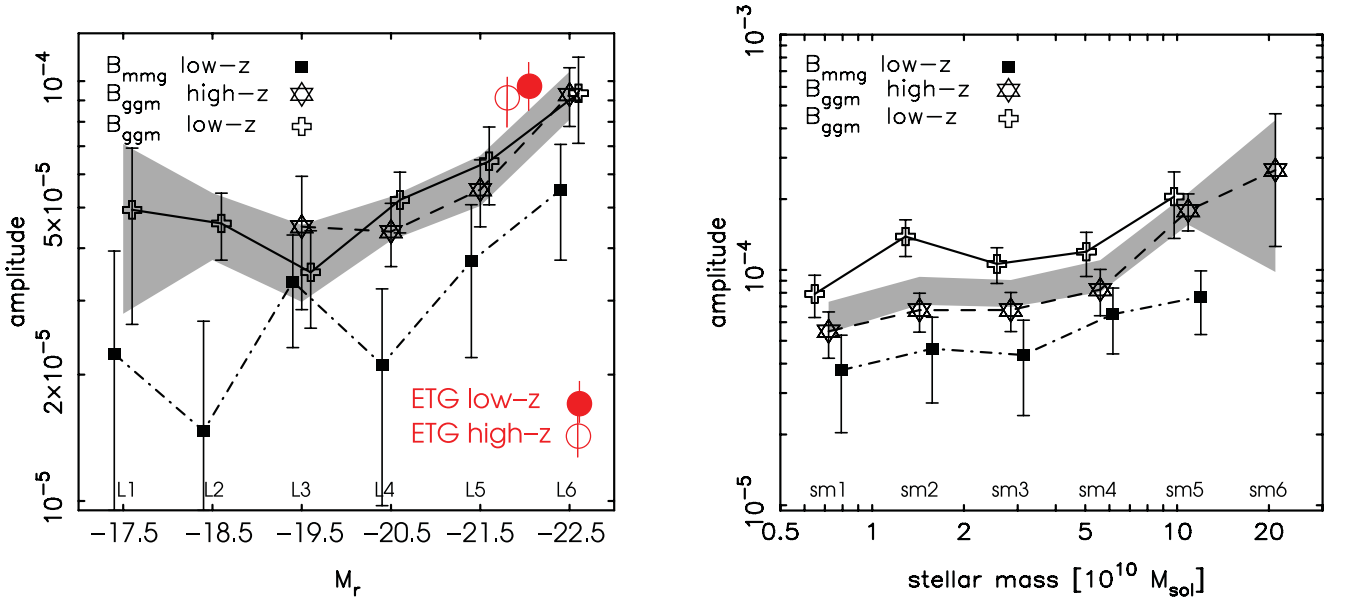 B_mmg low-z
B_ggm high-z
B_ggm low-z
amplitude
10^-4
5×10^-5
2×10^-5
10^-5
ETG low-z
ETG high-z
L1 L2 L3 L4 L5 L6
-17.5 -18.5 -19.5 -20.5 -21.5 -22.5
M_r
B_mmg low-z
B_ggm high-z
B_ggm low-z
amplitude
10^-3
10^-4
10^-5
sm1 sm2 sm3 sm4 sm5 sm6
0.5 1 2 5 10 20
stellar mass [10^10 M_sol]